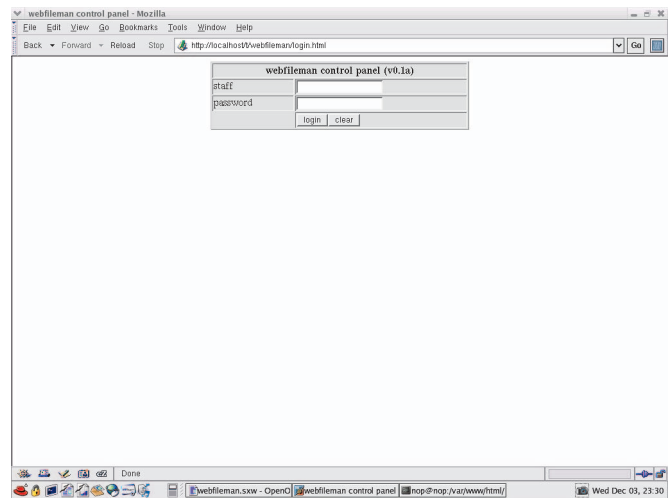 webfileman control panel - Mozilla
File Edit View Go Bookmarks Tools Window Help
Back Forward Reload Stop http://localhost/t/webfileman/login.html Go
webfileman control panel (v0.1a)
staff
password
login clear
Done
webfileman.sxw - OpenO webfileman control panel nop@nop:/var/www/html/ Wed Dec 03, 23:30